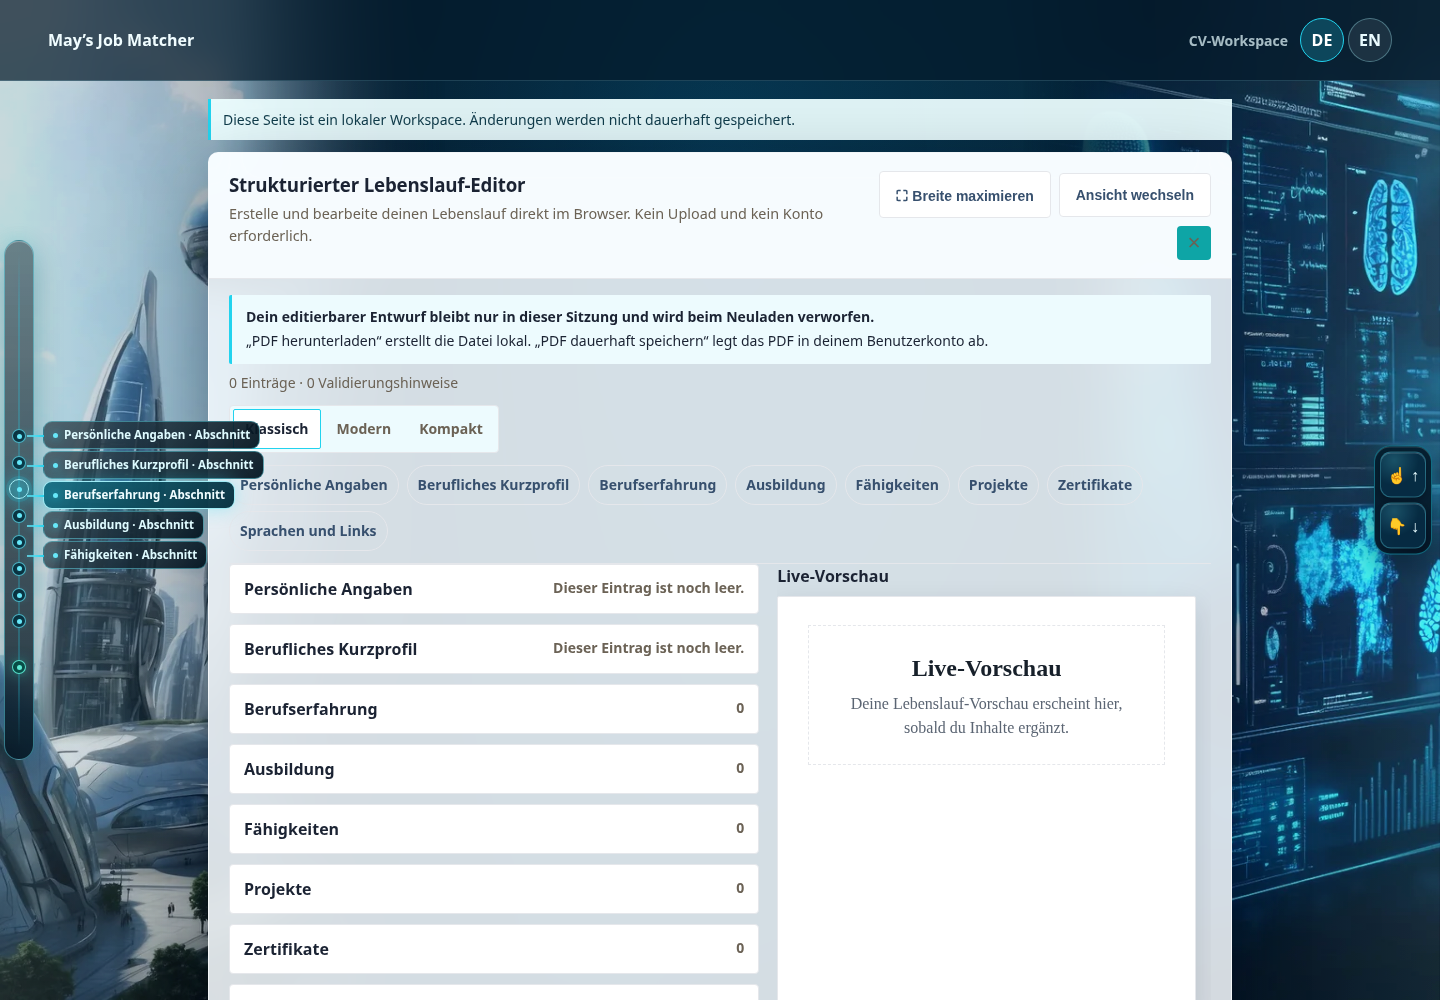 May’s Job Matcher
CV-Workspace DE EN
Diese Seite ist ein lokaler Workspace. Änderungen werden nicht dauerhaft gespeichert.
Strukturierter Lebenslauf-Editor
Erstelle und bearbeite deinen Lebenslauf direkt im Browser. Kein Upload und kein Konto
erforderlich.
Breite maximieren
Ansicht wechseln
Dein editierbarer Entwurf bleibt nur in dieser Sitzung und wird beim Neuladen verworfen.
„PDF herunterladen“ erstellt die Datei lokal. „PDF dauerhaft speichern“ legt das PDF in deinem Benutzerkonto ab.
0 Einträge · 0 Validierungshinweise
assisch Modern Kompakt
Persönliche Angaben · Abschnitt
Berufliches Kurzprofil · Abschnitt
Berufserfahrung · Abschnitt
Ausbildung · Abschnitt
Fähigkeiten · Abschnitt
Persönliche Angaben Berufliches Kurzprofil Berufserfahrung Ausbildung Fähigkeiten Projekte Zertifikate
Sprachen und Links
Persönliche Angaben Dieser Eintrag ist noch leer.
Berufliches Kurzprofil Dieser Eintrag ist noch leer.
Berufserfahrung 0
Ausbildung 0
Fähigkeiten 0
Projekte 0
Zertifikate 0
Live-Vorschau
Live-Vorschau
Deine Lebenslauf-Vorschau erscheint hier,
sobald du Inhalte ergänzt.